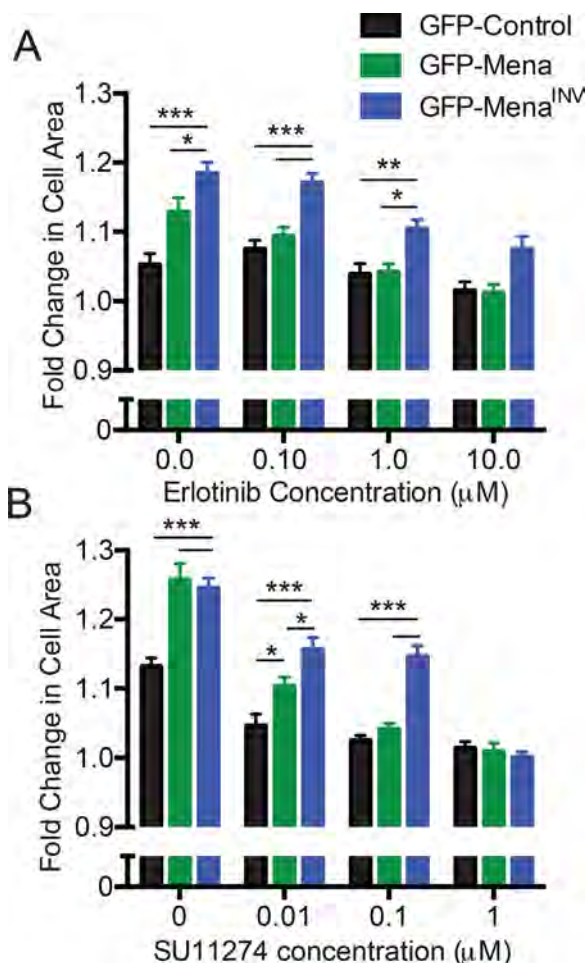 GFP-Control
GFP-Mena
GFP-Mena^INV
A
Fold Change in Cell Area
1.3
1.2
1.1
1.0
0.9
0
*** * *** ** *
0.0 0.10 1.0 10.0
Erlotinib Concentration (μM)
B
Fold Change in Cell Area
1.3
1.2
1.1
1.0
0.9
0
*** *** * * ***
0 0.01 0.1 1
SU11274 concentration (μM)